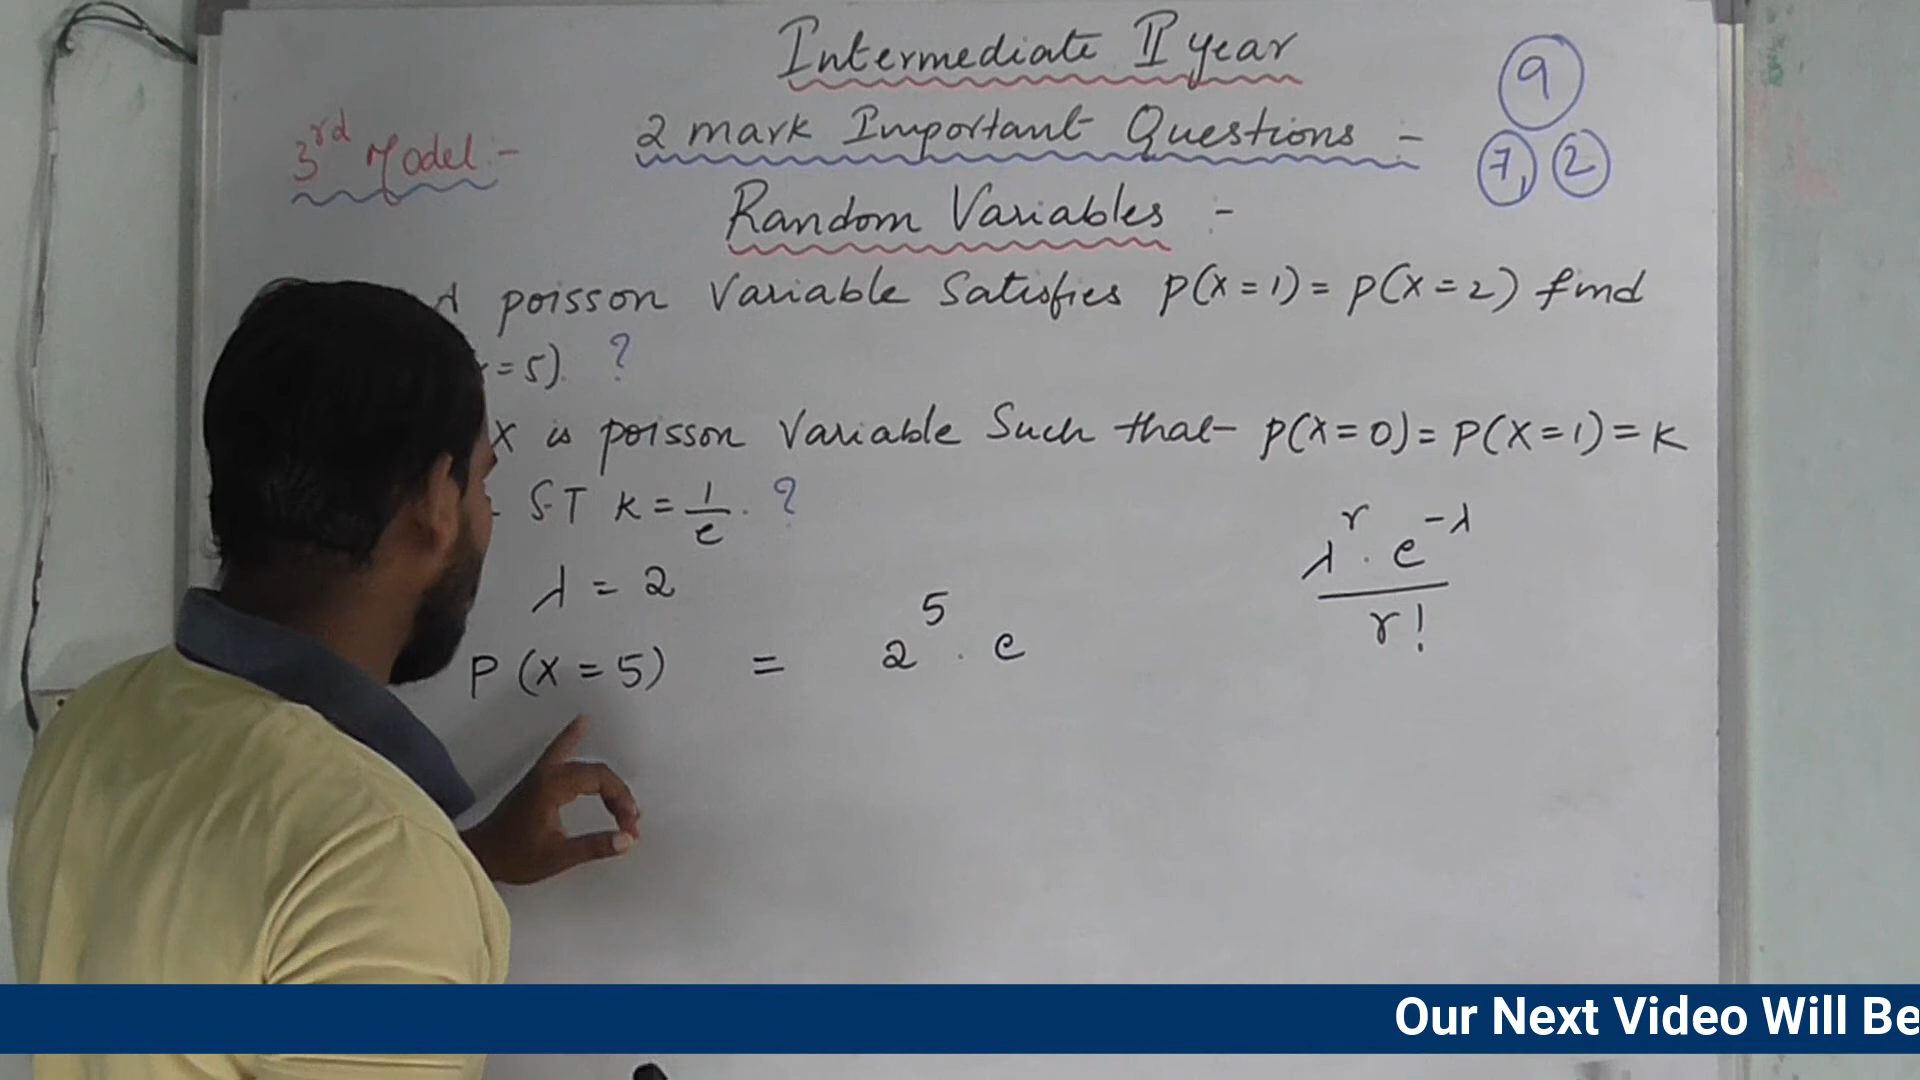 Intermediate II year
9
3rd Model :-
2 mark Important Questions :-
7, 2
Random Variables :-
poisson Variable Satisfies P(X=1) = P(X=2) find
= 5). ?
X is poisson Variable Such that P(X=0) = P(X=1) = K
S.T K = 1/e . ?
λ^r . e^-λ / r!
λ = 2
P (X = 5) = 2^5 . e
Our Next Video Will Be